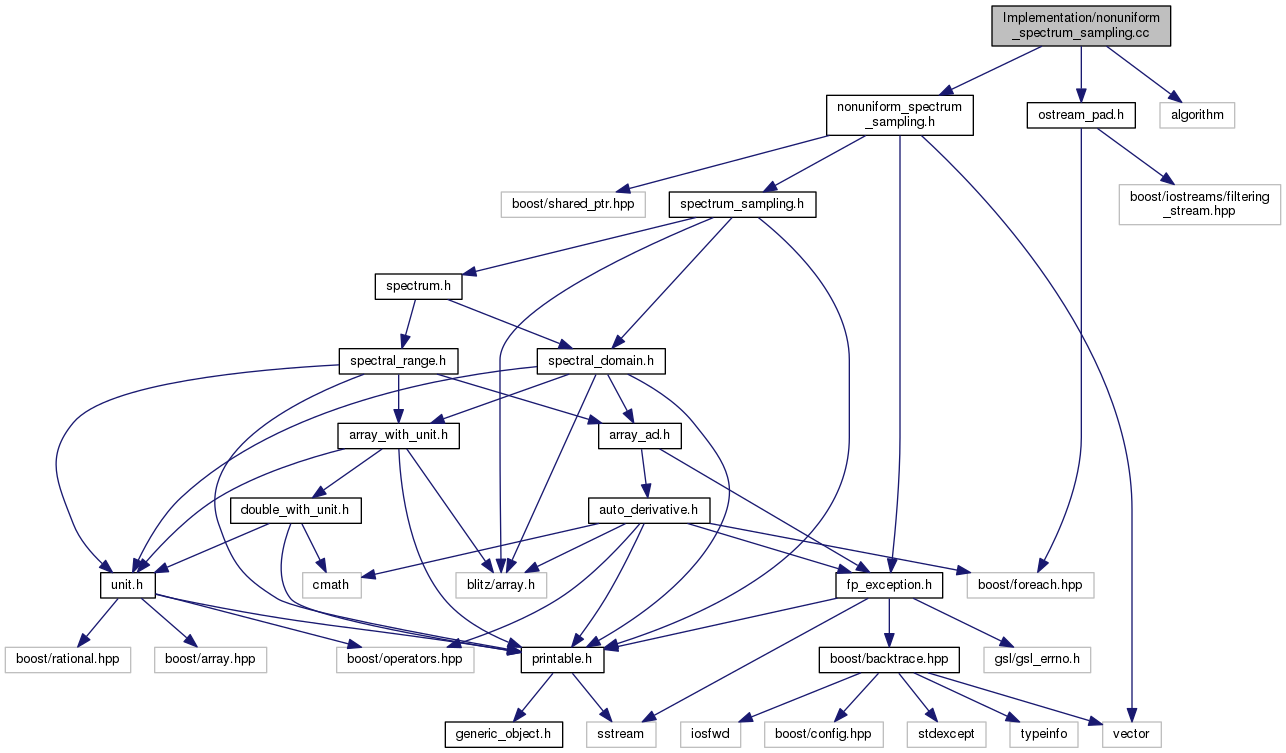 Implementation/nonuniform
_spectrum_sampling.cc
nonuniform_spectrum
_sampling.h
ostream_pad.h
algorithm
boost/shared_ptr.hpp
spectrum_sampling.h
boost/iostreams/filtering
_stream.hpp
spectrum.h
spectral_range.h
spectral_domain.h
array_with_unit.h
array_ad.h
double_with_unit.h
auto_derivative.h
unit.h
cmath
blitz/array.h
fp_exception.h
boost/foreach.hpp
boost/rational.hpp
boost/array.hpp
boost/operators.hpp
printable.h
boost/backtrace.hpp
gsl/gsl_errno.h
generic_object.h
sstream
iosfwd
boost/config.hpp
stdexcept
typeinfo
vector